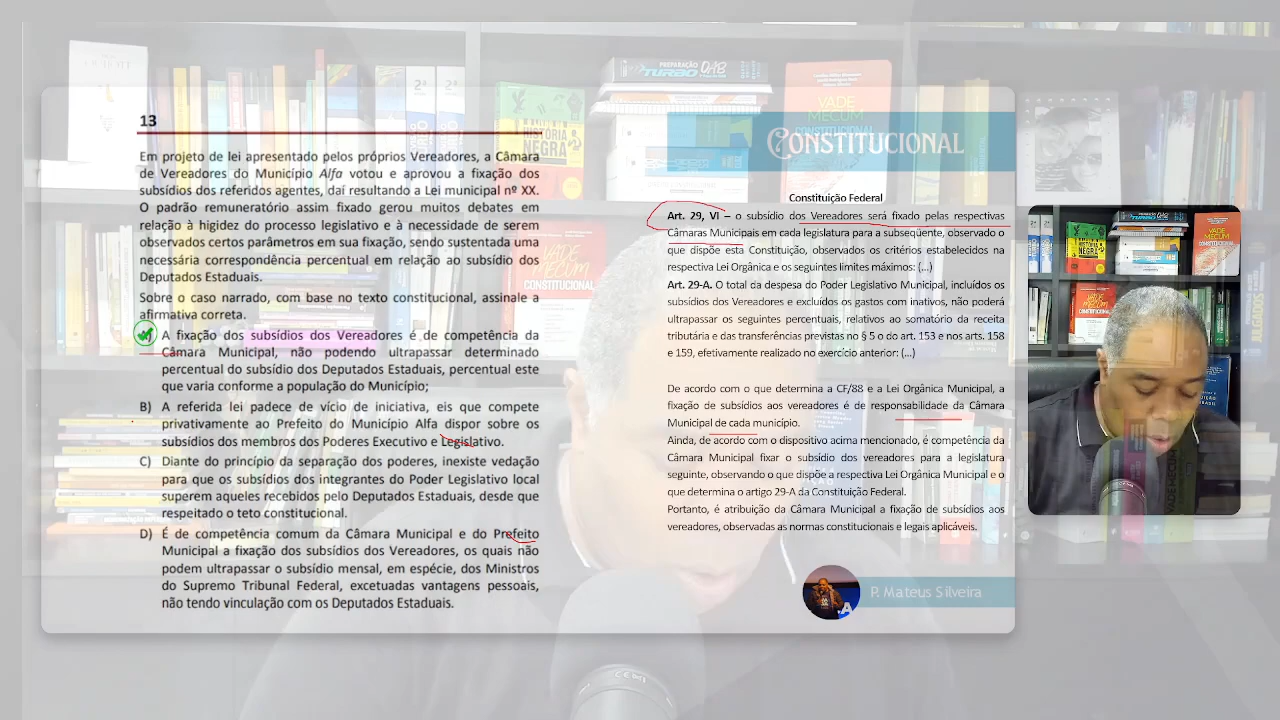 13
Em projeto de lei apresentado pelos próprios Vereadores, a Câmara
de Vereadores do Município Alfa votou e aprovou a fixação dos
subsídios dos referidos agentes, daí resultando a Lei municipal nº XX.
O padrão remuneratório assim fixado gerou muitos debates em
relação à higidez do processo legislativo e à necessidade de serem
observados certos parâmetros em sua fixação, sendo sustentada uma
necessária correspondência percentual em relação ao subsídio dos
Deputados Estaduais.
Sobre o caso narrado, com base no texto constitucional, assinale a
afirmativa correta.
A fixação dos subsídios dos Vereadores é de competência da
Câmara Municipal, não podendo ultrapassar determinado
percentual do subsídio dos Deputados Estaduais, percentual este
que varia conforme a população do Município;
B) A referida lei padece de vício de iniciativa, eis que compete
privativamente ao Prefeito do Município Alfa dispor sobre os
subsídios dos membros dos Poderes Executivo e Legislativo.
C) Diante do princípio da separação dos poderes, inexiste vedação
para que os subsídios dos integrantes do Poder Legislativo local
superem aqueles recebidos pelo Deputados Estaduais, desde que
respeitado o teto constitucional.
D) É de competência comum da Câmara Municipal e do Prefeito
Municipal a fixação dos subsídios dos Vereadores, os quais não
podem ultrapassar o subsídio mensal, em espécie, dos Ministros
do Supremo Tribunal Federal, excetuadas vantagens pessoais,
não tendo vinculação com os Deputados Estaduais.
CONSTITUCIONAL
Constituição Federal
Art. 29, VI – o subsídio dos Vereadores será fixado pelas respectivas
Câmaras Municipais em cada legislatura para a subseqüente, observado o
que dispõe esta Constituição, observados os critérios estabelecidos na
respectiva Lei Orgânica e os seguintes limites máximos: (...)
Art. 29-A. O total da despesa do Poder Legislativo Municipal, incluídos os
subsídios dos Vereadores e excluídos os gastos com inativos, não poderá
ultrapassar os seguintes percentuais, relativos ao somatório da receita
tributária e das transferências previstas no § 5 o do art. 153 e nos arts. 158
e 159, efetivamente realizado no exercício anterior: (...)
De acordo com o que determina a CF/88 e a Lei Orgânica Municipal, a
fixação de subsídios aos vereadores é de responsabilidade da Câmara
Municipal de cada município.
Ainda, de acordo com o dispositivo acima mencionado, é competência da
Câmara Municipal fixar o subsídio dos vereadores para a legislatura
seguinte, observando o que dispõe a respectiva Lei Orgânica Municipal e o
que determina o artigo 29-A da Constituição Federal.
Portanto, é atribuição da Câmara Municipal a fixação de subsídios aos
vereadores, observadas as normas constitucionais e legais aplicáveis.
P. Mateus Silveira
PREPARAÇÃO
TURBO OAB
VADE
MECUM
HISTÓRIA
NEGRA